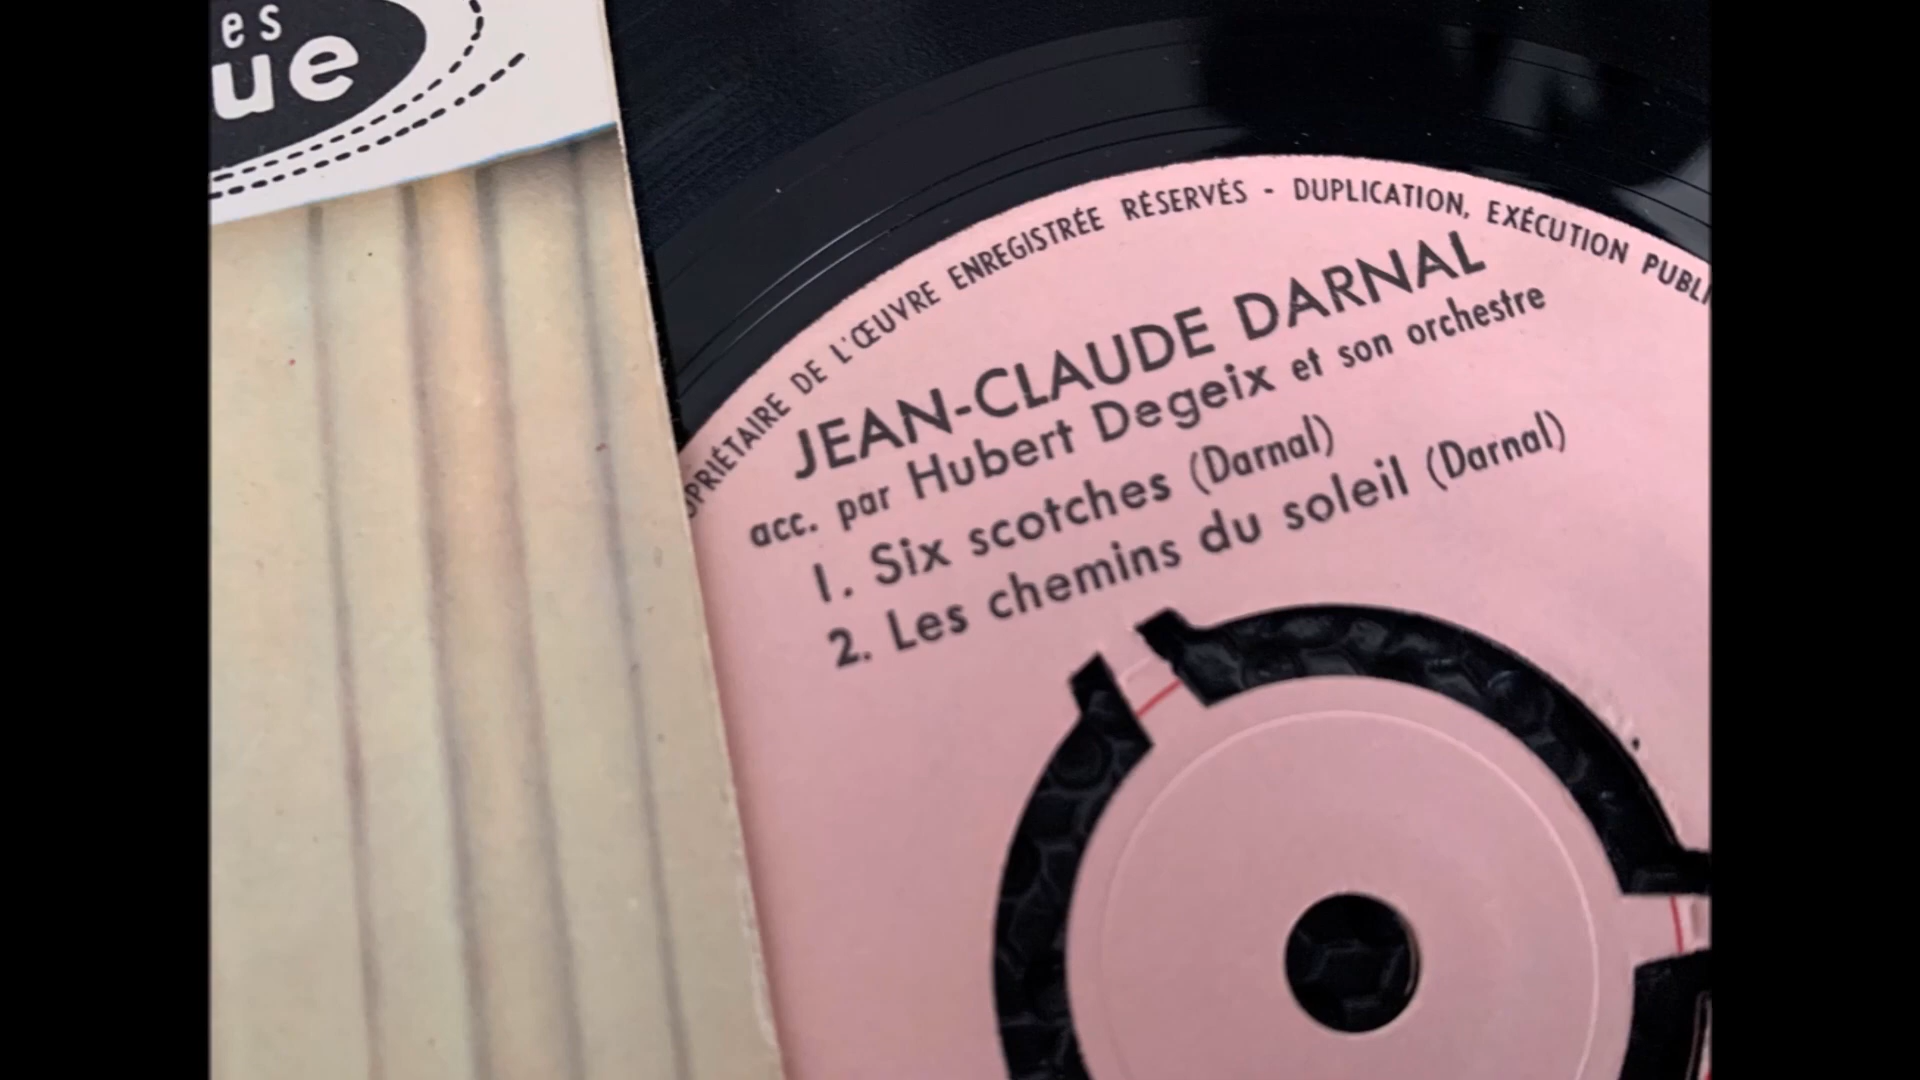 es
ue
PROPRIÉTAIRE DE L'ŒUVRE ENREGISTRÉE RÉSERVÉS - DUPLICATION, EXÉCUTION PUBLI
JEAN-CLAUDE DARNAL
acc. par Hubert Degeix et son orchestre
1. Six scotches (Darnal)
2. Les chemins du soleil (Darnal)